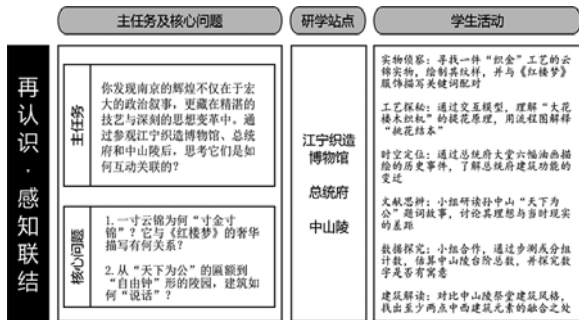 主任务及核心问题
研学站点
学生活动
再认识·感知联结
主任务
你发现南京的辉煌不仅在于宏
大的政治叙事，更藏在精湛的
技艺与深刻的思想变革中。通
过参观江宁织造博物馆、总统
府和中山陵后，思考它们是如
何互动关联的？
核心问题
1.一寸云锦为何“寸金寸
锦”？它与《红楼梦》的奢华
描写有何关系？
2.从“天下为公”的匾额到
“自由钟”形的陵园，建筑如
何“说话”？
江宁织造
博物馆
总统府
中山陵
实物侦察：寻找一件“织金”工艺的云
锦实物，绘制其纹样，并与《红楼梦》
服饰描写关键词配对
工艺探秘：通过交互模型，理解“大花
楼木织机”的提花原理，用流程图解释
“挑花结本”
时空定位：通过总统府大堂六幅油画描
绘的历史事件，了解总统府建筑功能的
变迁
文献思辨：小组研读孙中山“天下为
公”题词故事，讨论其理想与当时现实
的差距
数据探究：小组合作，通过步测或分组
计数，估算中山陵台阶总数，并探究数
字是否有寓意
建筑解读：对比中山陵祭堂建筑风格，
找出至少两点中西建筑元素的融合之处